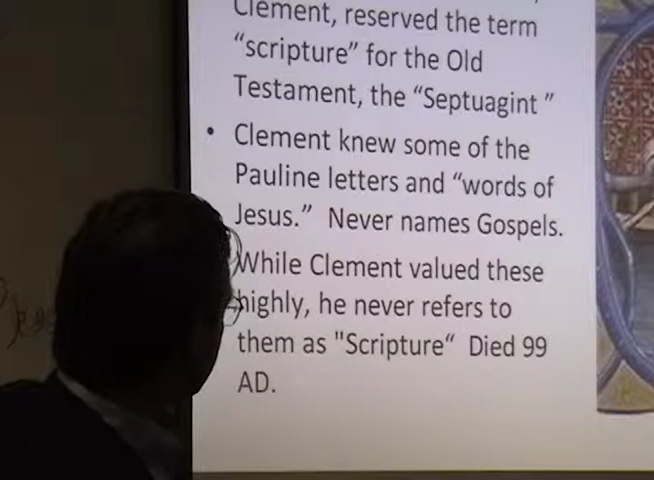 Clement, reserved the term
“scripture” for the Old
Testament, the “Septuagint ”
• Clement knew some of the
Pauline letters and “words of
Jesus.” Never names Gospels.
While Clement valued these
highly, he never refers to
them as "Scripture“ Died 99
AD.